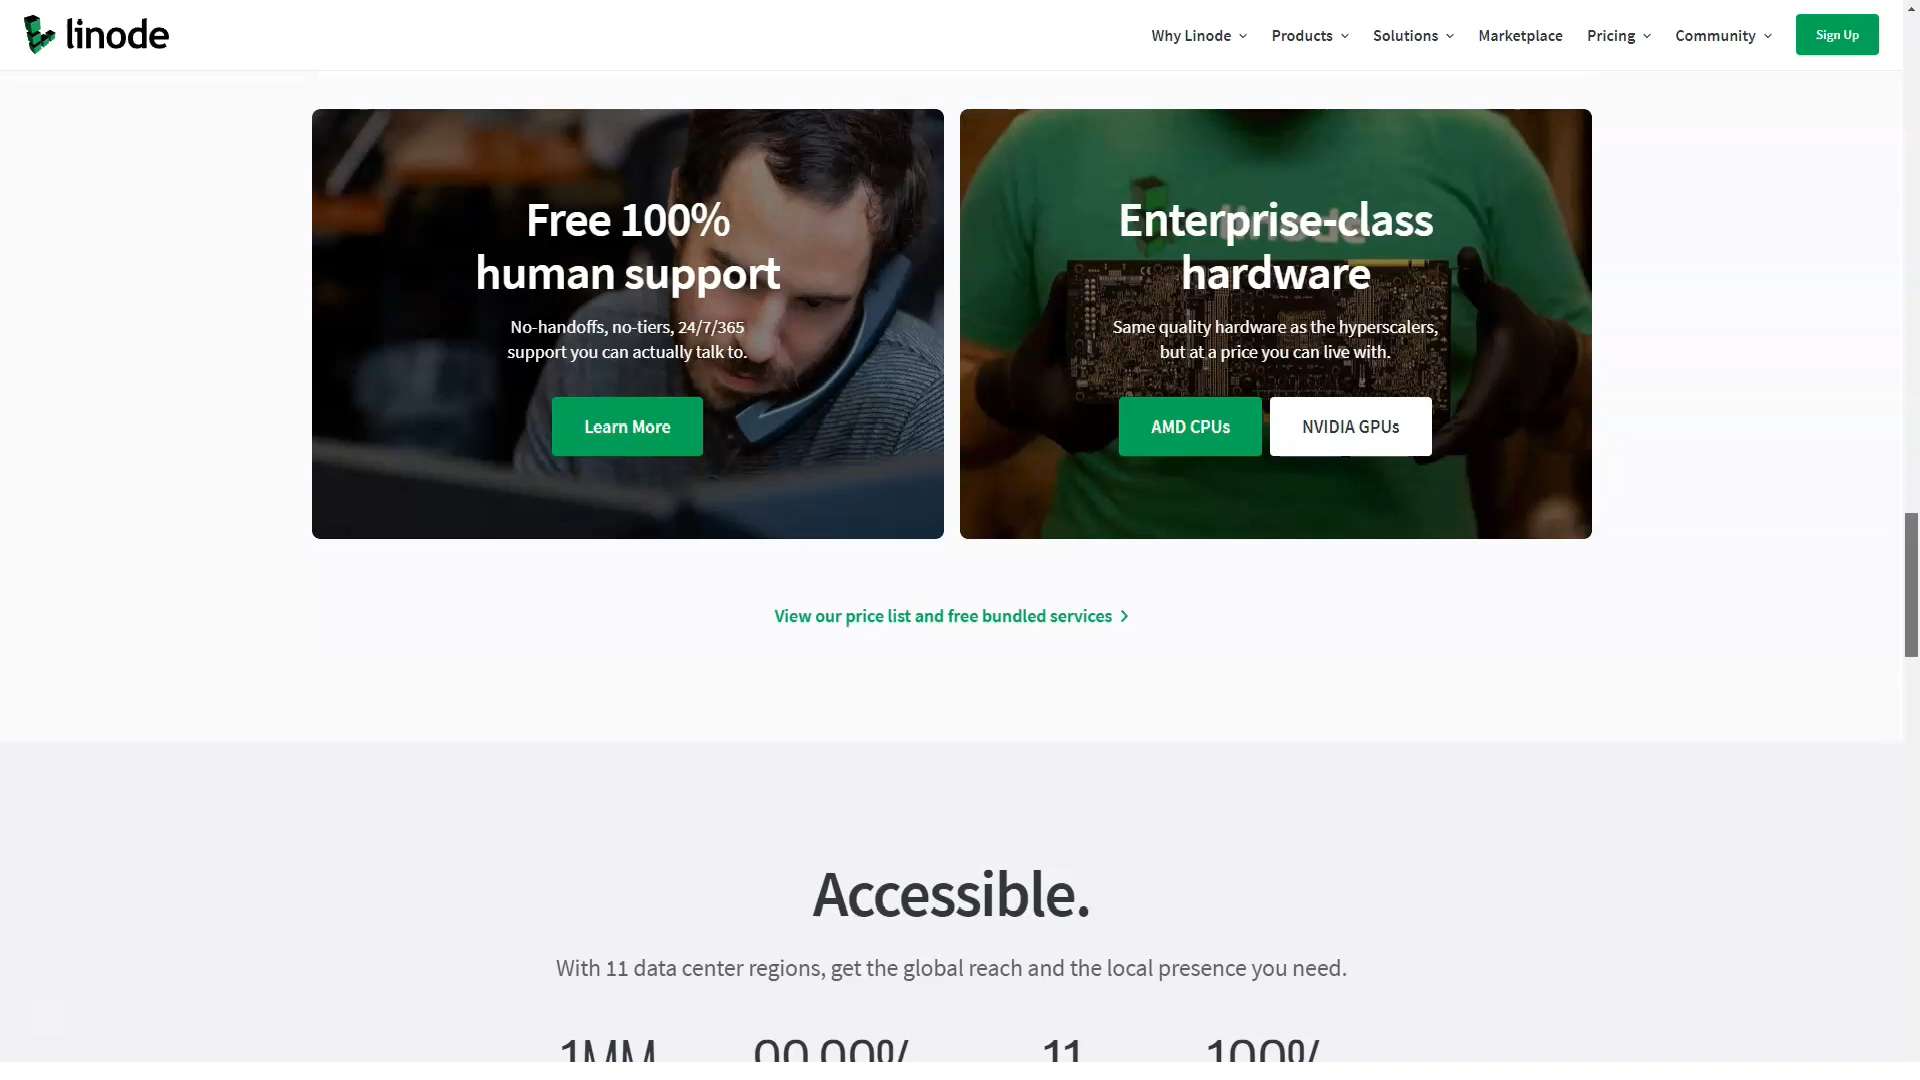 linode
Why Linode
Products
Solutions
Marketplace
Pricing
Community
Sign Up
Free 100%
human support
No-handoffs, no-tiers, 24/7/365
support you can actually talk to.
Learn More
Enterprise-class
hardware
Same quality hardware as the hyperscalers,
but at a price you can live with.
AMD CPUs
NVIDIA GPUs
View our price list and free bundled services
Accessible.
With 11 data center regions, get the global reach and the local presence you need.
1MM
11
100%